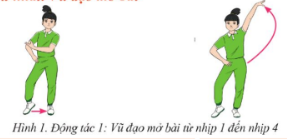 Hình 1. Động tác 1: Vũ đạo mở bài từ nhịp 1 đến nhịp 4